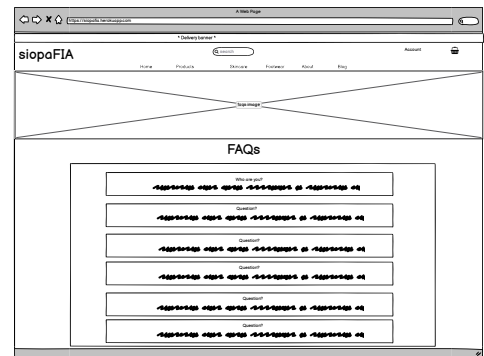 A Web Page
https://siopafia.herokuapp.com
* Delivery banner *
siopaFIA
search
Account
Home Products Skincare Footwear About Blog
faqs image
FAQs
Who are you?
Question?
Question?
Question?
Question?
Question?